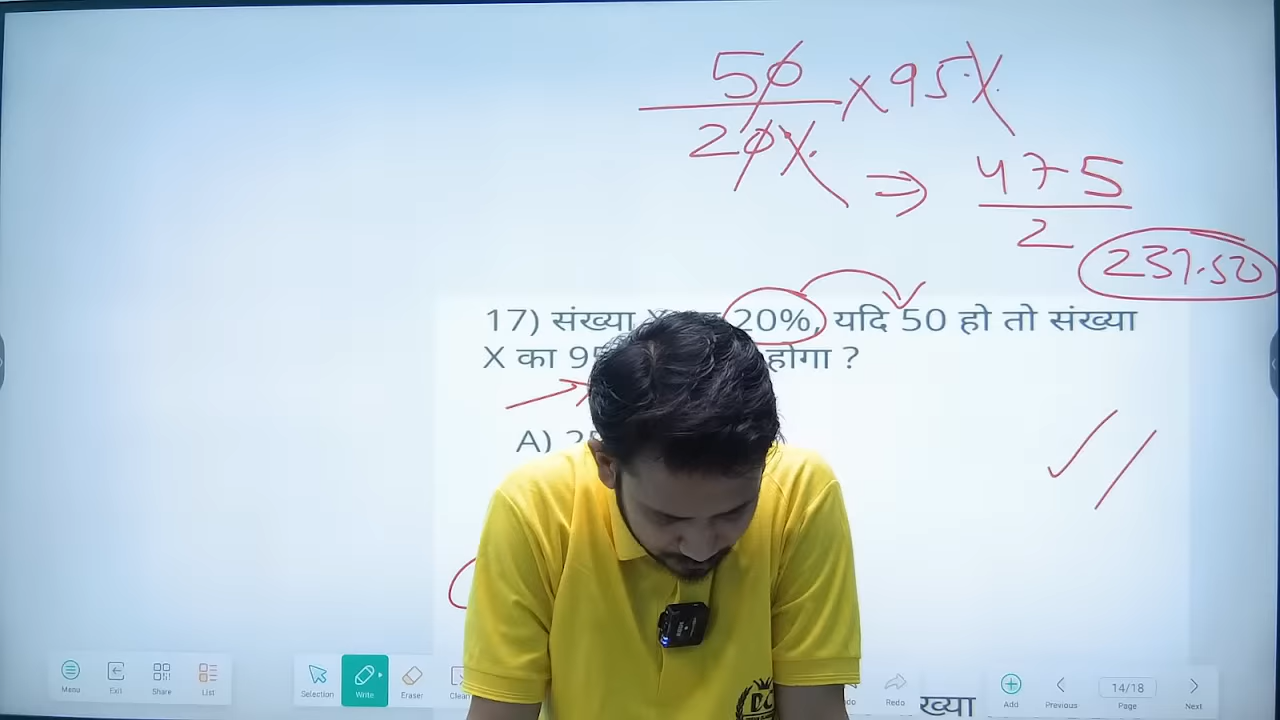 50
20% × 95%
⇒ 475
2
237.50
17) संख्या 20%, यदि 50 हो तो संख्या
X का होगा ?
A)
Menu
Exit
Share
List
Selection
Write
Eraser
Redo
Add
Previous
14/18
Page
Next
ख्या